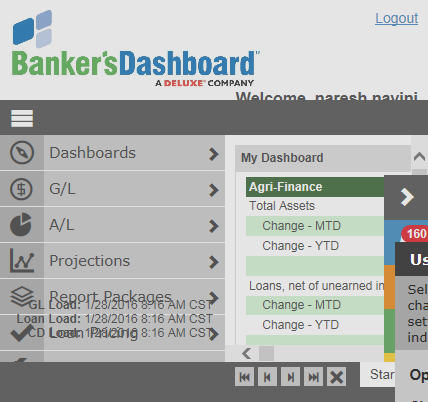 Logout
Banker'sDashboard™
A DELUXE® COMPANY
Welcome, naresh navini
Dashboards
G/L
A/L
Projections
Report Packages
Loan Pricing
GL Load: 1/28/2016 8:16 AM CST
Loan Load: 1/28/2016 8:16 AM CST
CD Load: 1/28/2016 8:16 AM CST
My Dashboard
Agri-Finance
Total Assets
Change - MTD
Change - YTD
Loans, net of unearned in
Change - MTD
Change - YTD
160
Us
Sel
cha
set
ind
Op
Star